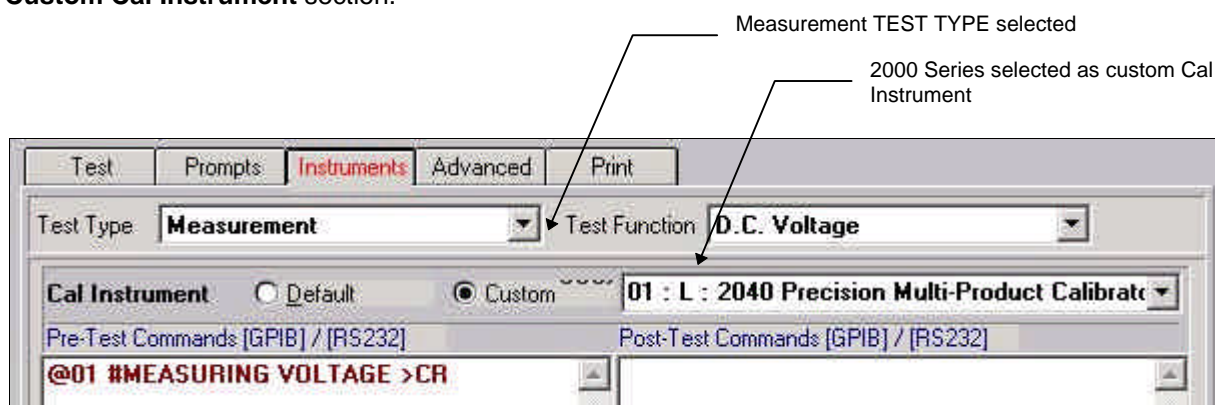 Custom Cal Instrument section.
Measurement TEST TYPE selected
2000 Series selected as custom Cal
Instrument
Test Prompts Instruments Advanced Print
Test Type Measurement Test Function D.C. Voltage
Cal Instrument Default Custom 01 : L : 2040 Precision Multi-Product Calibrat
Pre-Test Commands [GPIB] / [RS232] Post-Test Commands [GPIB] / [RS232]
@01 #MEASURING VOLTAGE >CR